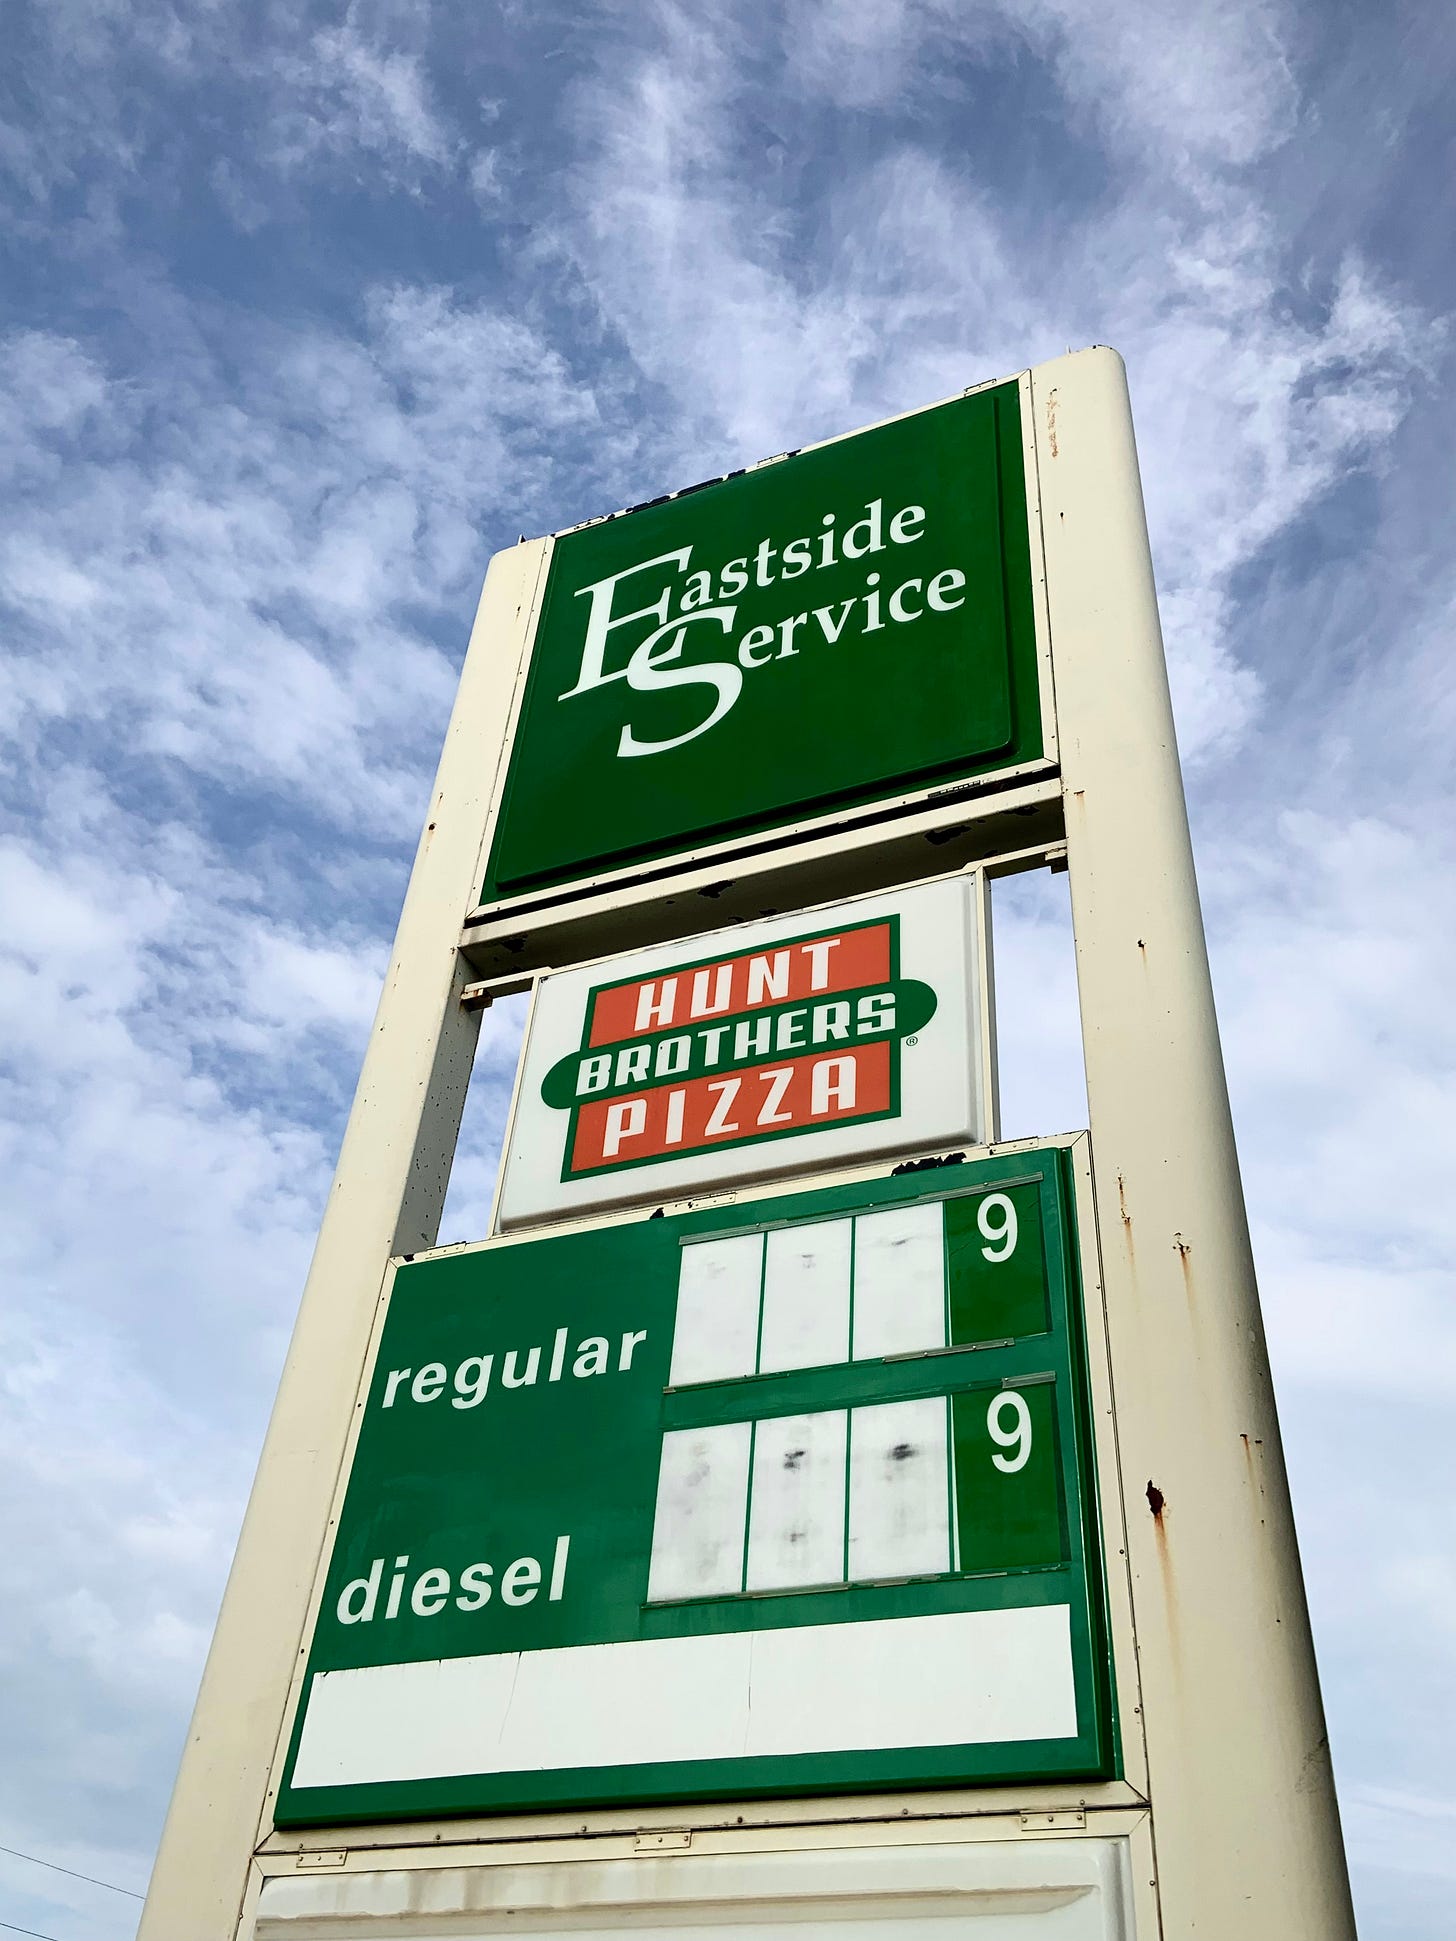 Eastside
Service
HUNT
BROTHERS
®
PIZZA
regular 9
diesel 9